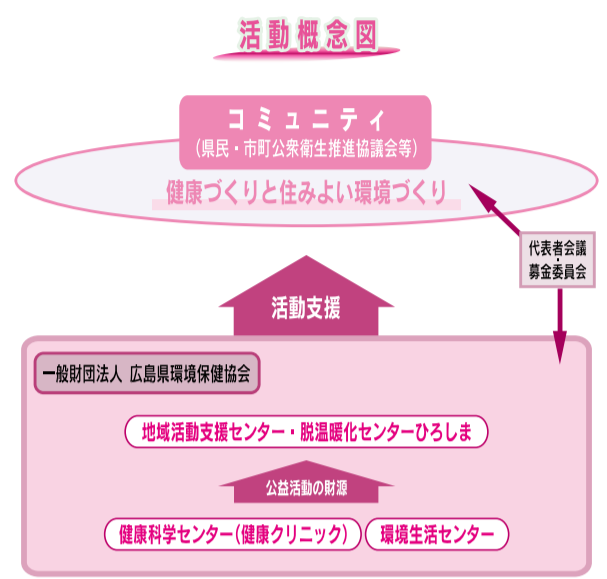 活動概念図
コミュニティ
（県民・市町公衆衛生推進協議会等）
健康づくりと住みよい環境づくり
代表者会議
・
募金委員会
活動支援
一般財団法人 広島県環境保健協会
地域活動支援センター・脱温暖化センターひろしま
公益活動の財源
健康科学センター（健康クリニック）
環境生活センター